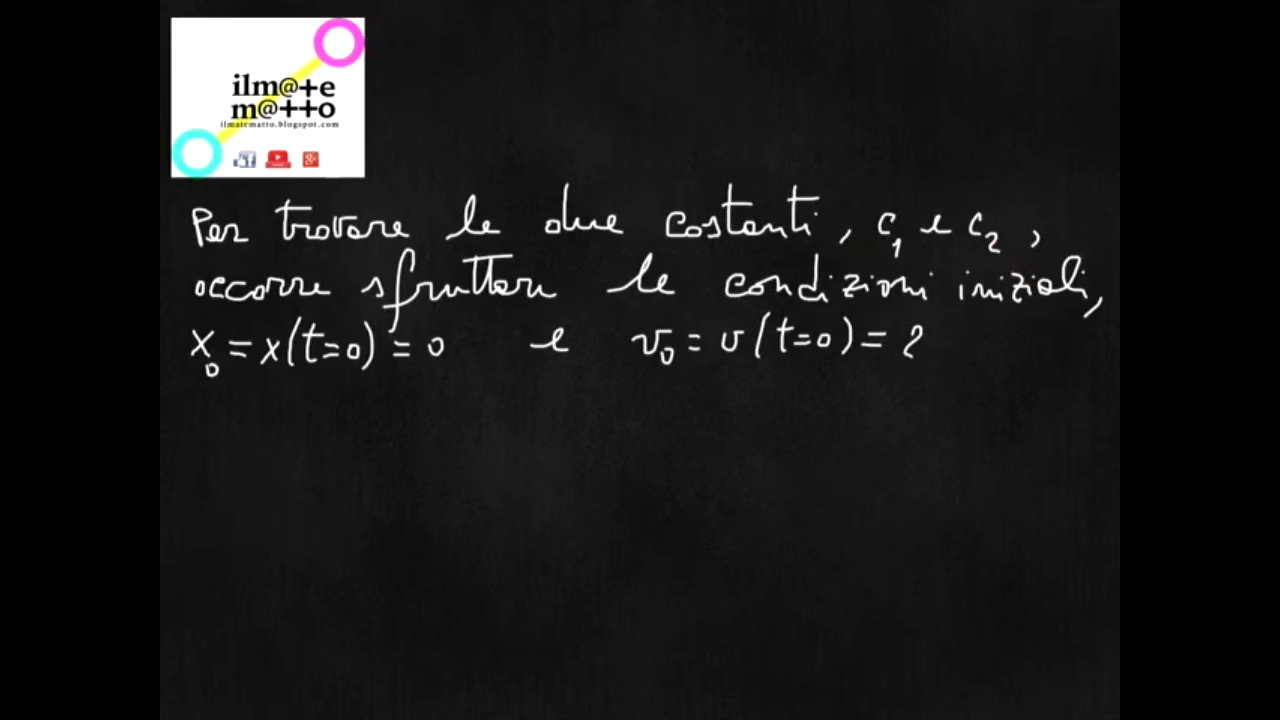 ilm@+e
m@++o
ilmatematto.blogspot.com
Per trovare le due costanti, c₁ e c₂,
occorre sfruttare le condizioni iniziali,
x₀ = x(t=0) = 0 e v₀ = v(t=0) = 2